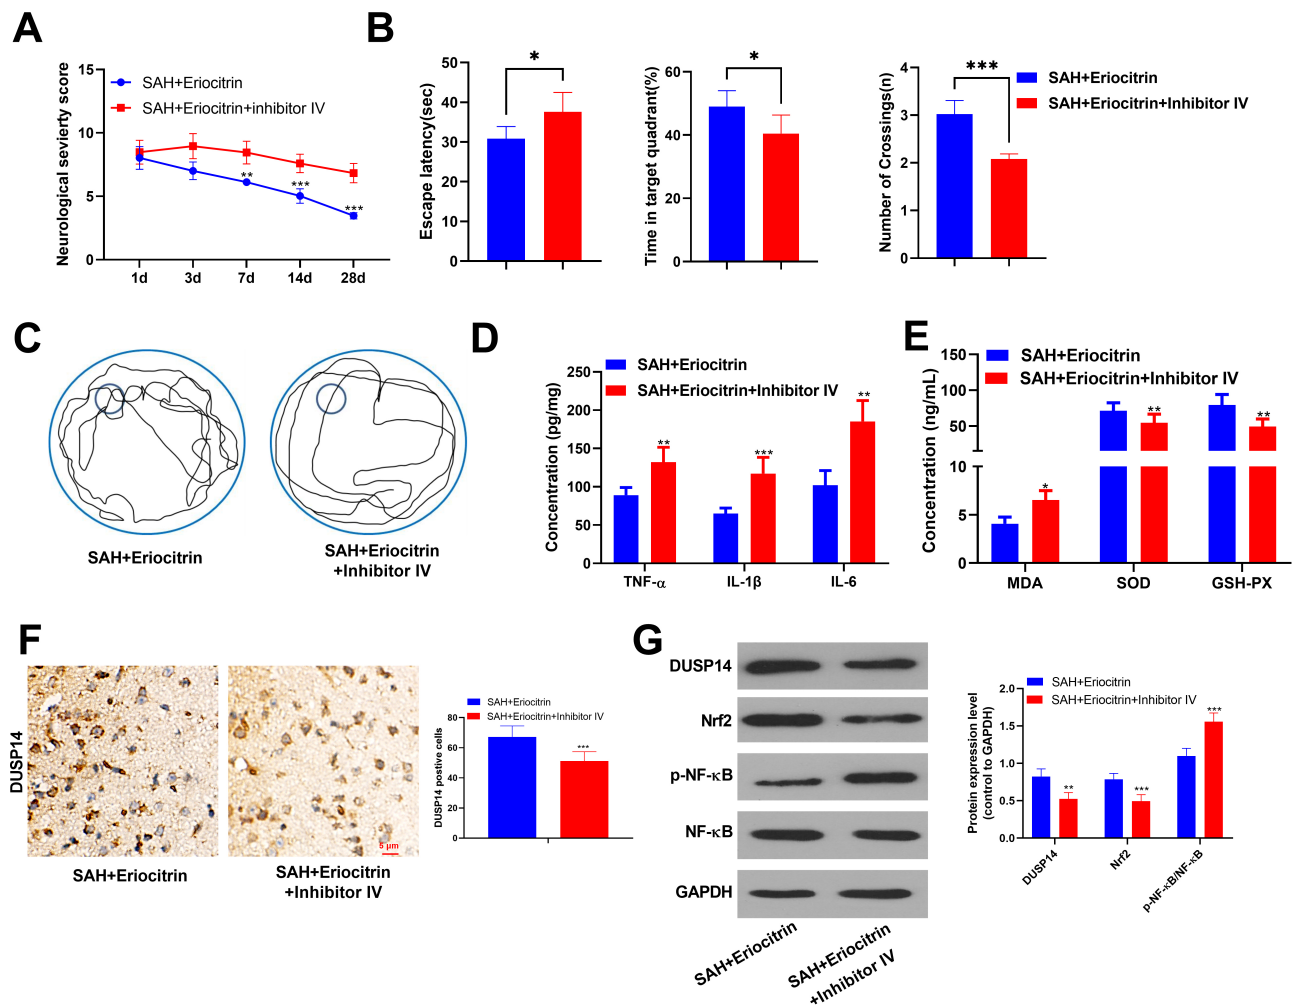 A
Neurological sevierty score
15
10
5
0
SAH+Eriocitrin
SAH+Eriocitrin+inhibitor IV
**
***
***
1d 3d 7d 14d 28d
B
Escape latency(sec)
50
40
30
20
10
0
*
Time in target quadrant(%)
60
40
20
0
*
Number of Crossings(n)
4
3
2
1
0
***
SAH+Eriocitrin
SAH+Eriocitrin+Inhibitor IV
C
SAH+Eriocitrin
SAH+Eriocitrin
+Inhibitor IV
D
SAH+Eriocitrin
SAH+Eriocitrin+Inhibitor IV
Concentration (pg/mg)
250
200
150
100
50
0
**
***
**
TNF-α IL-1β IL-6
E
SAH+Eriocitrin
SAH+Eriocitrin+Inhibitor IV
Concentration (ng/mL)
150
100
50
10
5
0
*
**
**
MDA SOD GSH-PX
F
DUSP14
5 μm
SAH+Eriocitrin
SAH+Eriocitrin
+Inhibitor IV
SAH+Eriocitrin
SAH+Eriocitrin+Inhibitor IV
DUSP14 postive cells
80
60
40
20
0
***
G
DUSP14
Nrf2
p-NF-κB
NF-κB
GAPDH
SAH+Eriocitrin
SAH+Eriocitrin
+Inhibitor IV
SAH+Eriocitrin
SAH+Eriocitrin+Inhibitor IV
Protein expression level
(control to GAPDH)
2.0
1.5
1.0
0.5
0.0
**
***
***
DUSP14
Nrf2
p-NF-κB/NF-κB